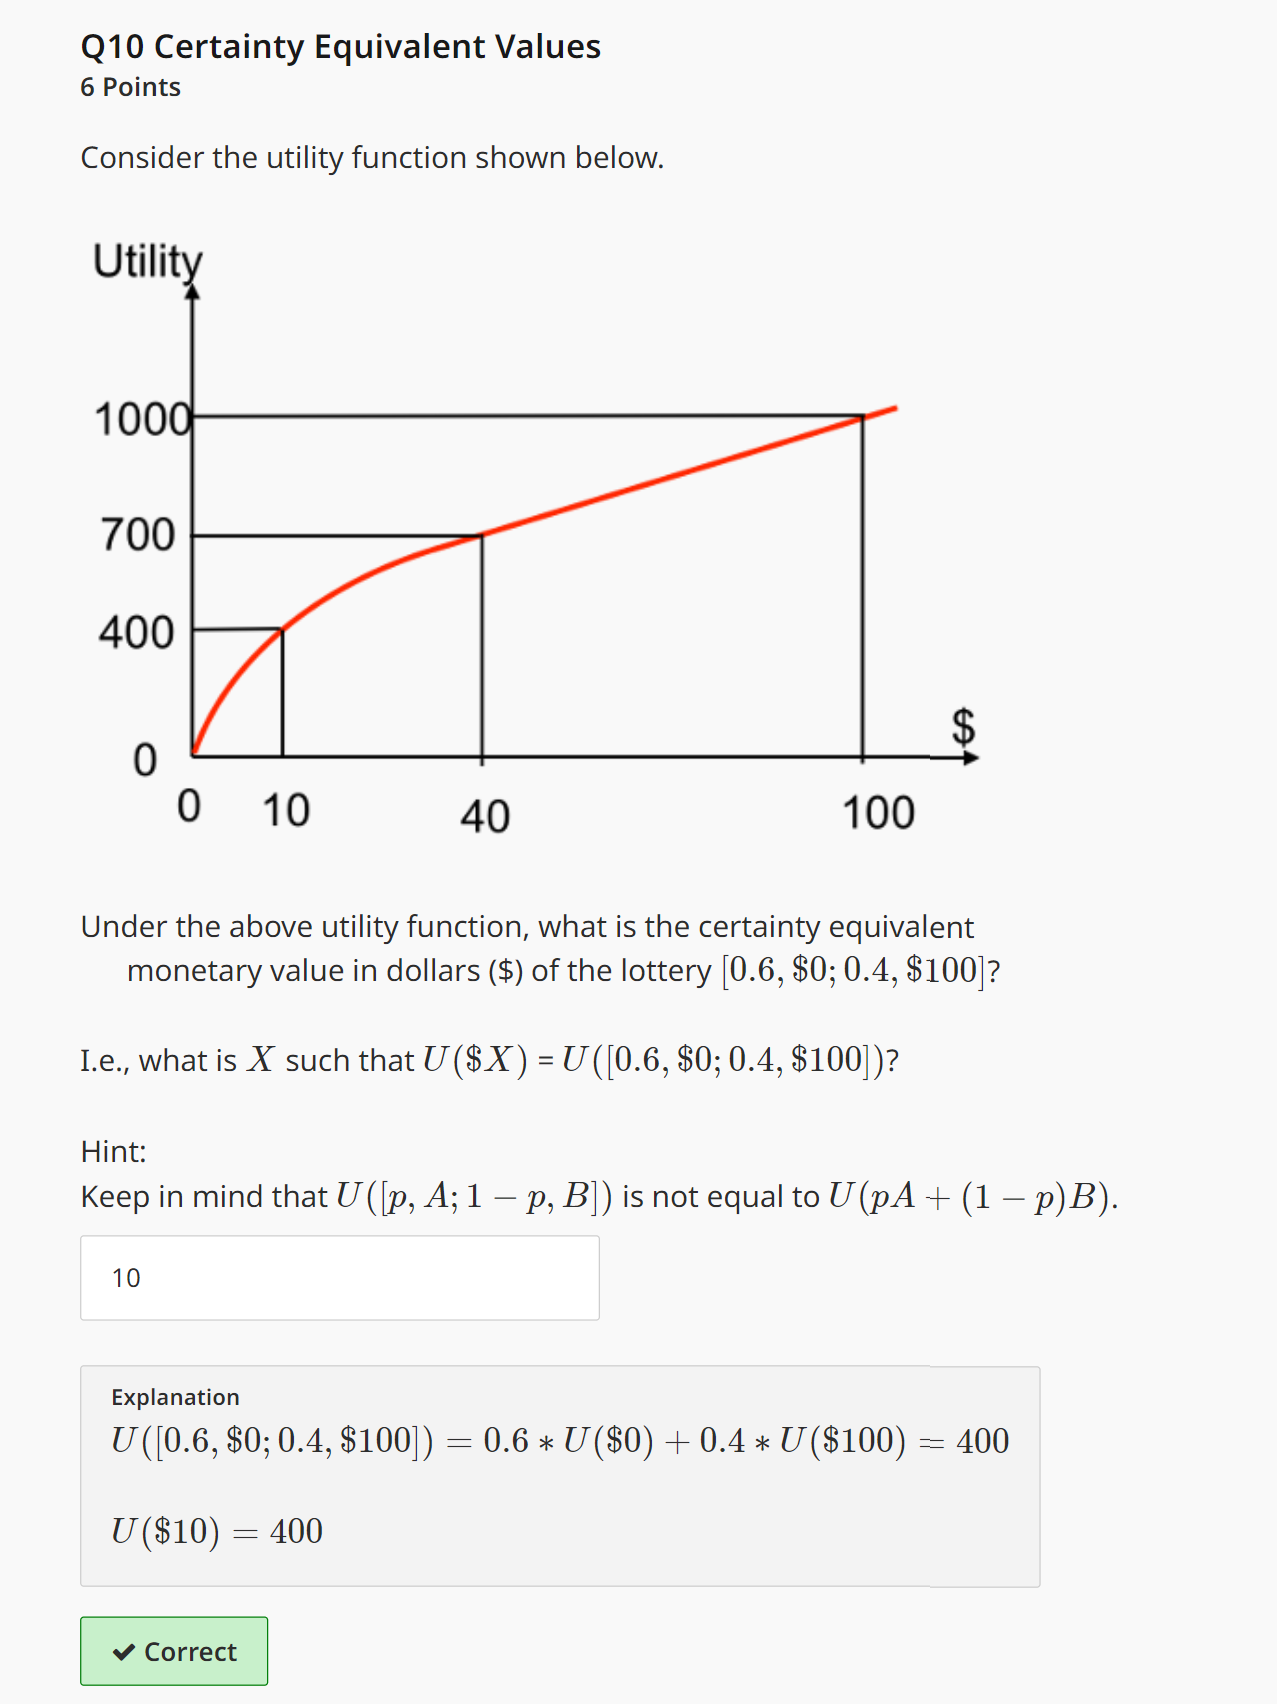 Q10 Certainty Equivalent Values
6 Points
Consider the utility function shown below.
Utility
1000
700
400
0
$
0 10 40 100
Under the above utility function, what is the certainty equivalent
monetary value in dollars ($) of the lottery [0.6, $0; 0.4, $100]?
I.e., what is X such that U($X) = U([0.6, $0; 0.4, $100])?
Hint:
Keep in mind that U([p, A; 1 − p, B]) is not equal to U(pA + (1 − p)B).
10
Explanation
U([0.6, $0; 0.4, $100]) = 0.6 ∗ U($0) + 0.4 ∗ U($100) = 400
U($10) = 400
✔ Correct